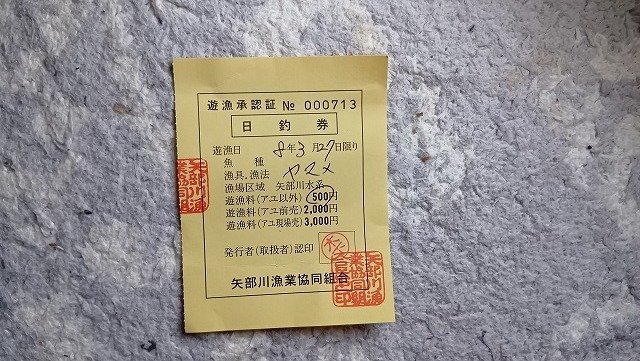 遊漁承認証 № 000713
日釣券
遊漁日 8年3月27日限り
魚種
漁具．漁法 ヤマメ
漁場区域 矢部川水系
遊漁料(アユ以外) 500円
遊漁料(アユ前売) 2,000円
遊漁料(アユ現場売) 3,000円
発行者(取扱者)認印
矢部川漁業協同組合